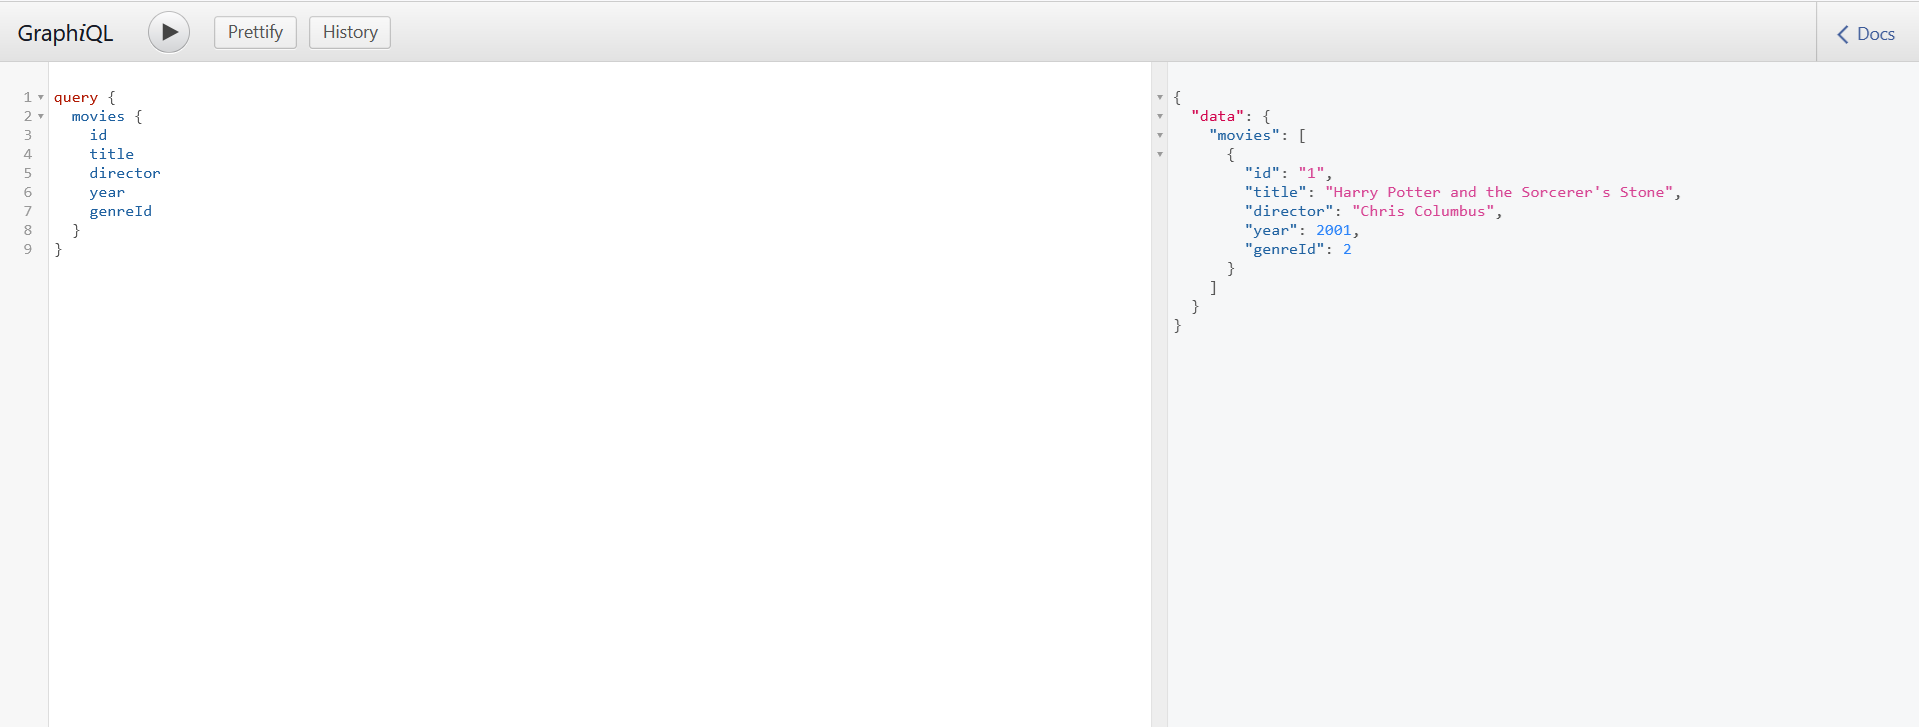 GraphiQL
Prettify
History
Docs
1 query {
2   movies {
3     id
4     title
5     director
6     year
7     genreId
8   }
9 }
{
  "data": {
    "movies": [
      {
        "id": "1",
        "title": "Harry Potter and the Sorcerer's Stone",
        "director": "Chris Columbus",
        "year": 2001,
        "genreId": 2
      }
    ]
  }
}